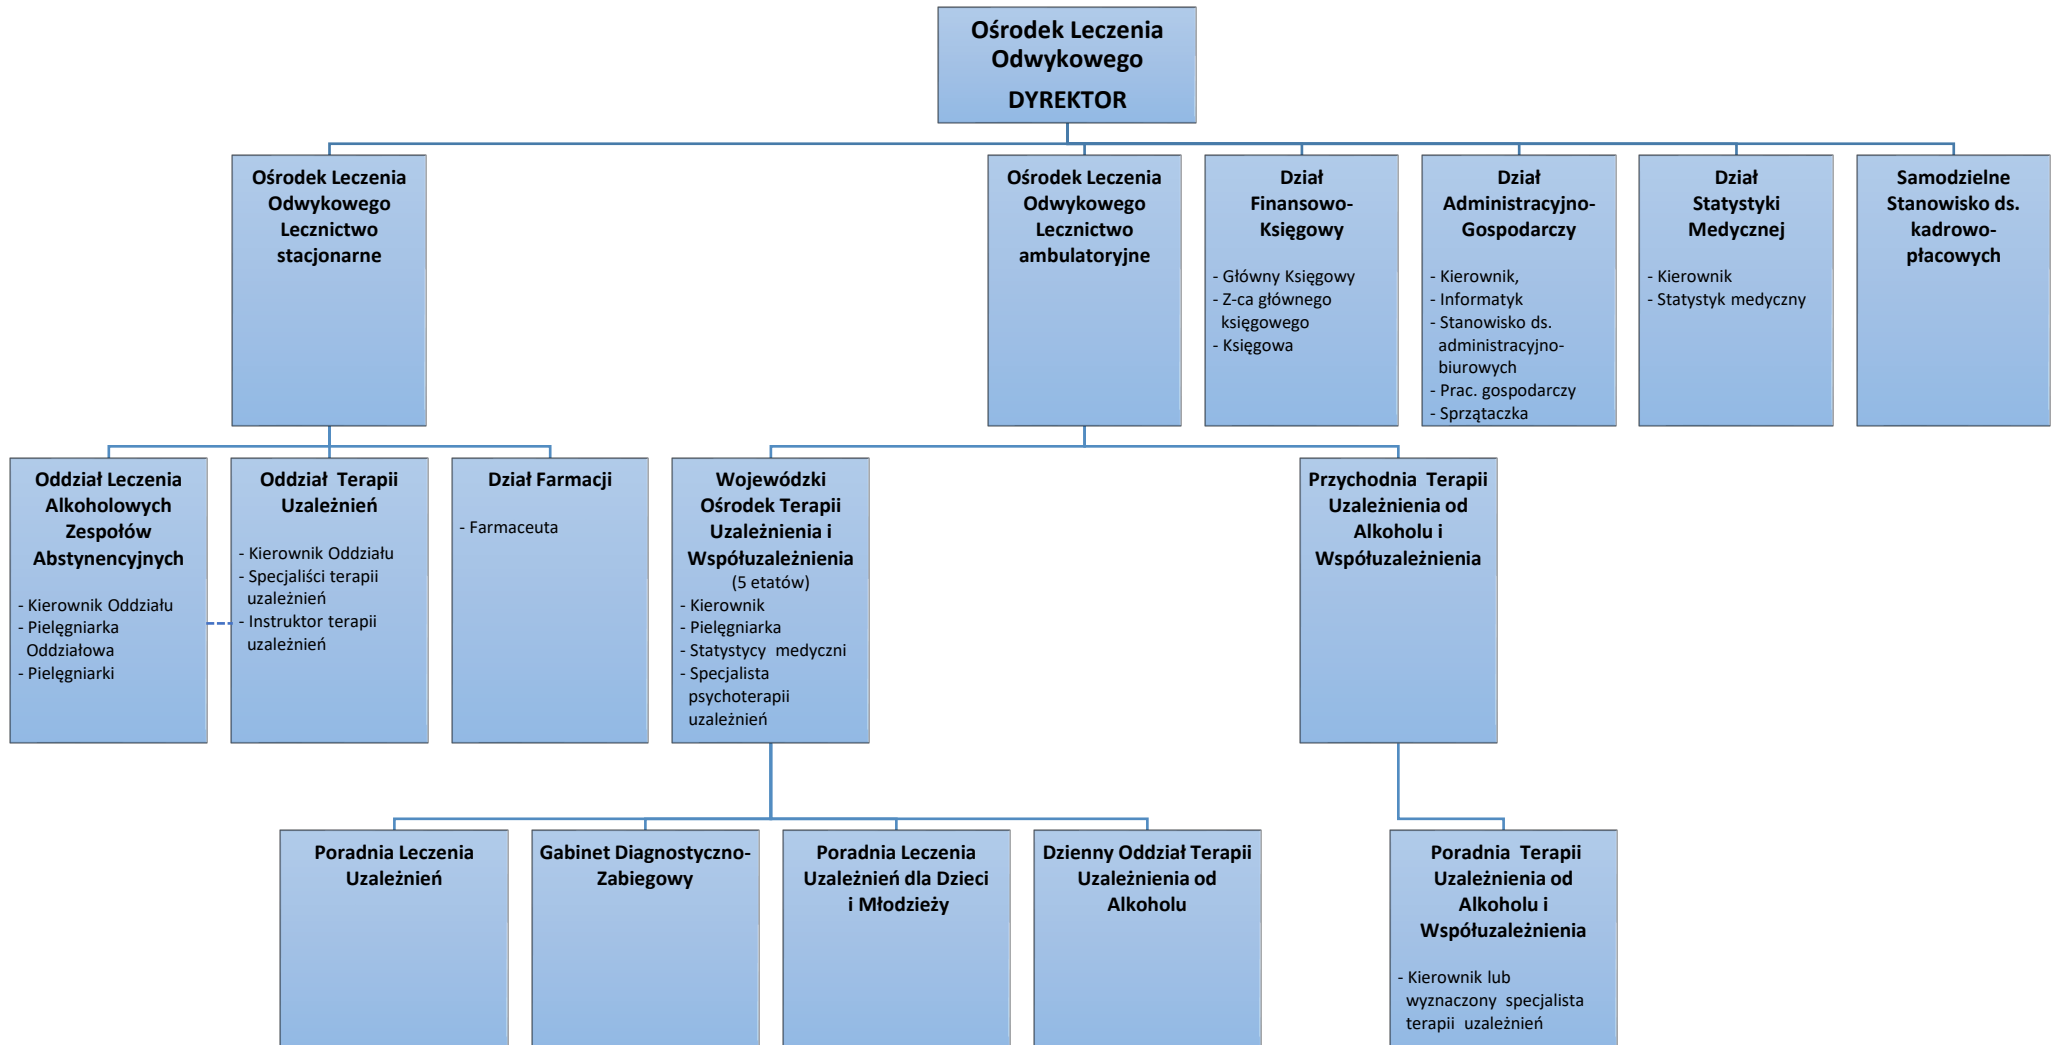 Ośrodek Leczenia
Odwykowego
DYREKTOR
Ośrodek Leczenia
Odwykowego
Lecznictwo
stacjonarne
Ośrodek Leczenia
Odwykowego
Lecznictwo
ambulatoryjne
Dział
Finansowo-
Księgowy
- Główny Księgowy
- Z-ca głównego
księgowego
- Księgowa
Dział
Administracyjno-
Gospodarczy
- Kierownik,
- Informatyk
- Stanowisko ds.
administracyjno-
biurowych
- Prac. gospodarczy
- Sprzątaczka
Dział
Statystyki
Medycznej
- Kierownik
- Statystyk medyczny
Samodzielne
Stanowisko ds.
kadrowo-
płacowych
Oddział Leczenia
Alkoholowych
Zespołów
Abstynencyjnych
- Kierownik Oddziału
- Pielęgniarka
Oddziałowa
- Pielęgniarki
Oddział Terapii
Uzależnień
- Kierownik Oddziału
- Specjaliści terapii
uzależnień
- Instruktor terapii
uzależnień
Dział Farmacji
- Farmaceuta
Wojewódzki
Ośrodek Terapii
Uzależnienia i
Współuzależnienia
(5 etatów)
- Kierownik
- Pielęgniarka
- Statystycy medyczni
- Specjalista
psychoterapii
uzależnień
Przychodnia Terapii
Uzależnienia od
Alkoholu i
Współuzależnienia
Poradnia Leczenia
Uzależnień
Gabinet Diagnostyczno-
Zabiegowy
Poradnia Leczenia
Uzależnień dla Dzieci
i Młodzieży
Dzienny Oddział Terapii
Uzależnienia od
Alkoholu
Poradnia Terapii
Uzależnienia od
Alkoholu i
Współuzależnienia
- Kierownik lub
wyznaczony specjalista
terapii uzależnień